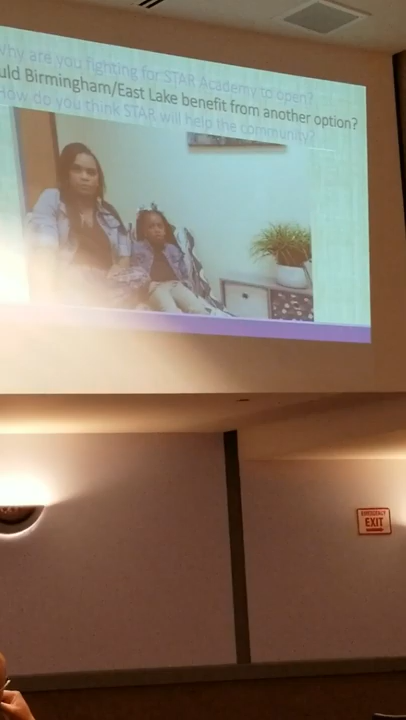 Why are you fighting for STAR Academy to open?
uld Birmingham/East Lake benefit from another option?
How do you think STAR will help the community?
EMERGENCY
EXIT